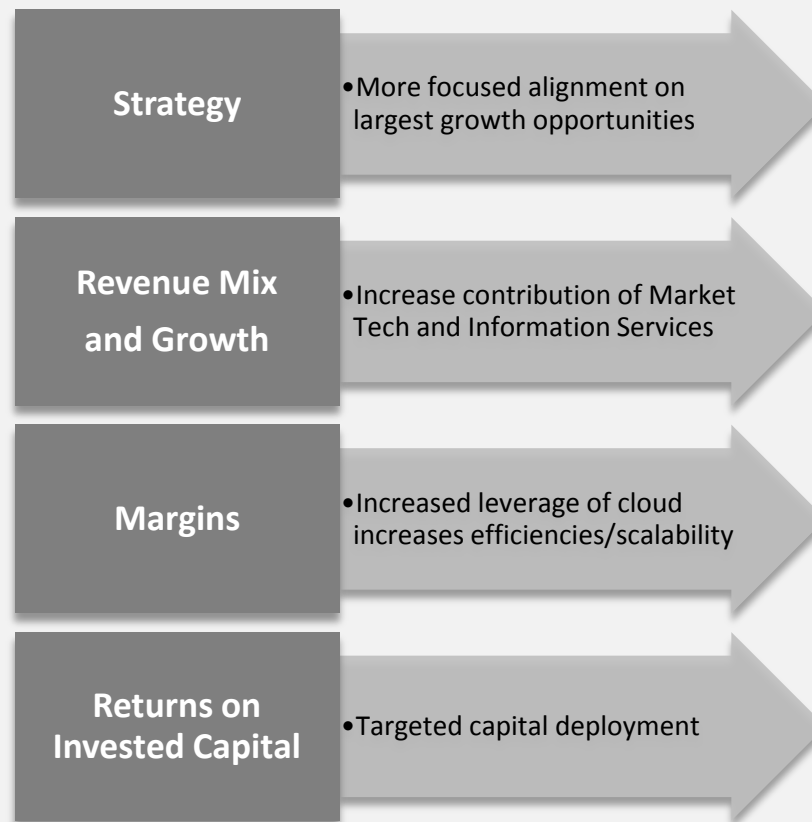 Strategy
•More focused alignment on
largest growth opportunities
Revenue Mix
and Growth
•Increase contribution of Market
Tech and Information Services
Margins
•Increased leverage of cloud
increases efficiencies/scalability
Returns on
Invested Capital
•Targeted capital deployment